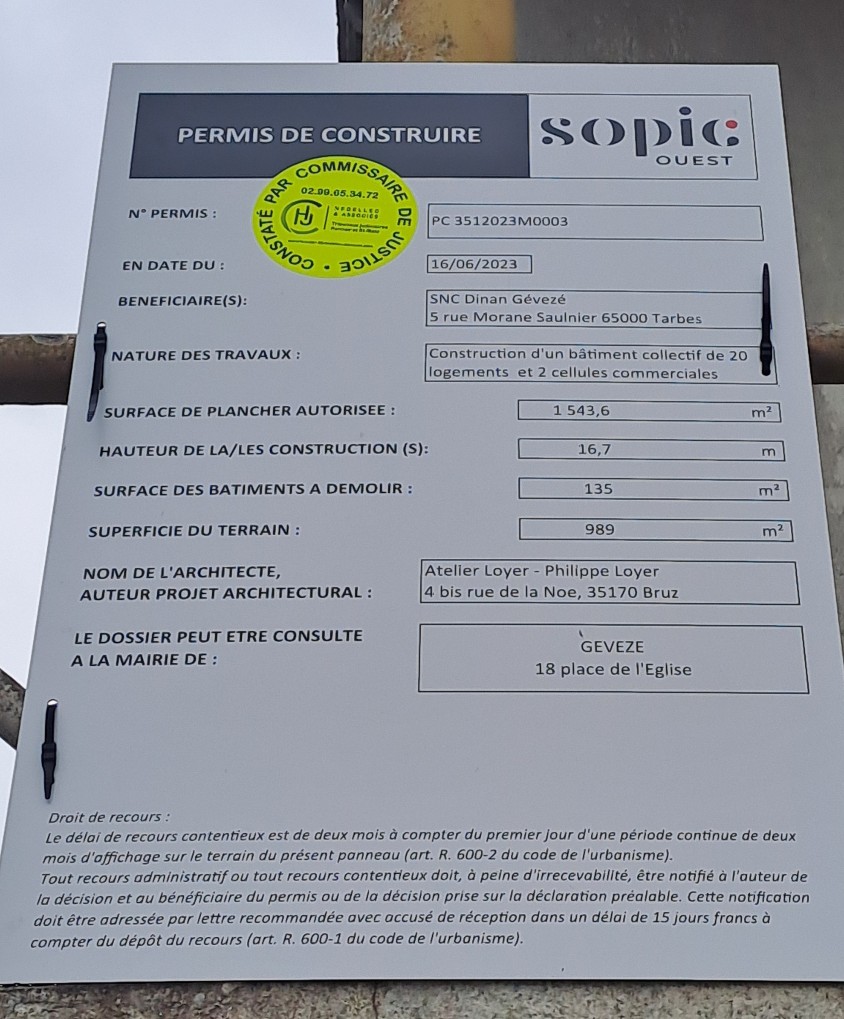 PERMIS DE CONSTRUIRE
sopic
OUEST
CONSTATÉ PAR COMMISSAIRE DE JUSTICE •
02.99.65.34.72
HJ
& ASSOCIÉS
N° PERMIS :
PC 3512023M0003
EN DATE DU :
16/06/2023
BENEFICIAIRE(S):
SNC Dinan Gévezé
5 rue Morane Saulnier 65000 Tarbes
NATURE DES TRAVAUX :
Construction d'un bâtiment collectif de 20
logements et 2 cellules commerciales
SURFACE DE PLANCHER AUTORISEE :
1 543,6 m²
HAUTEUR DE LA/LES CONSTRUCTION (S):
16,7 m
SURFACE DES BATIMENTS A DEMOLIR :
135 m²
SUPERFICIE DU TERRAIN :
989 m²
NOM DE L'ARCHITECTE,
AUTEUR PROJET ARCHITECTURAL :
Atelier Loyer - Philippe Loyer
4 bis rue de la Noe, 35170 Bruz
LE DOSSIER PEUT ETRE CONSULTE
A LA MAIRIE DE :
GEVEZE
18 place de l'Eglise
Droit de recours :
Le délai de recours contentieux est de deux mois à compter du premier jour d'une période continue de deux
mois d'affichage sur le terrain du présent panneau (art. R. 600-2 du code de l'urbanisme).
Tout recours administratif ou tout recours contentieux doit, à peine d'irrecevabilité, être notifié à l'auteur de
la décision et au bénéficiaire du permis ou de la décision prise sur la déclaration préalable. Cette notification
doit être adressée par lettre recommandée avec accusé de réception dans un délai de 15 jours francs à
compter du dépôt du recours (art. R. 600-1 du code de l'urbanisme).